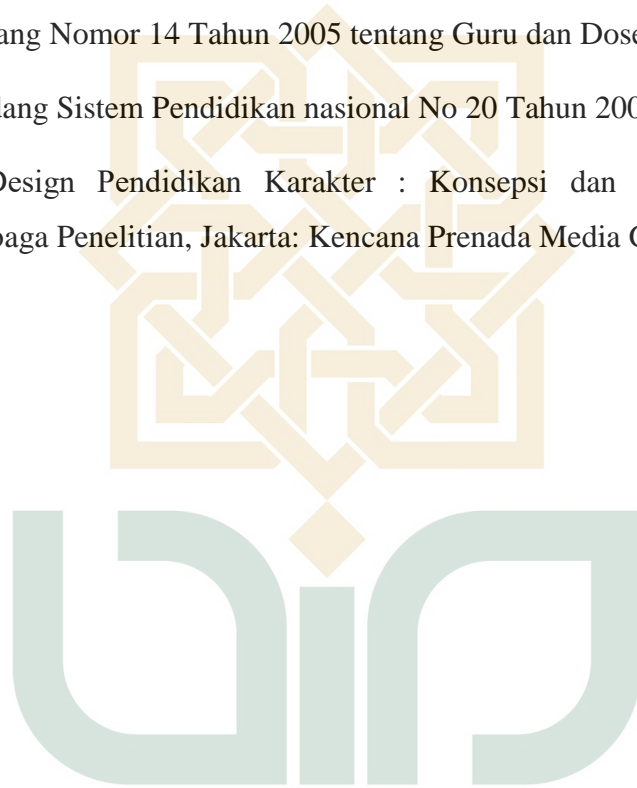 ang Nomor 14 Tahun 2005 tentang Guru dan Dose
dang Sistem Pendidikan nasional No 20 Tahun 200
Design Pendidikan Karakter : Konsepsi dan
baga Penelitian, Jakarta: Kencana Prenada Media